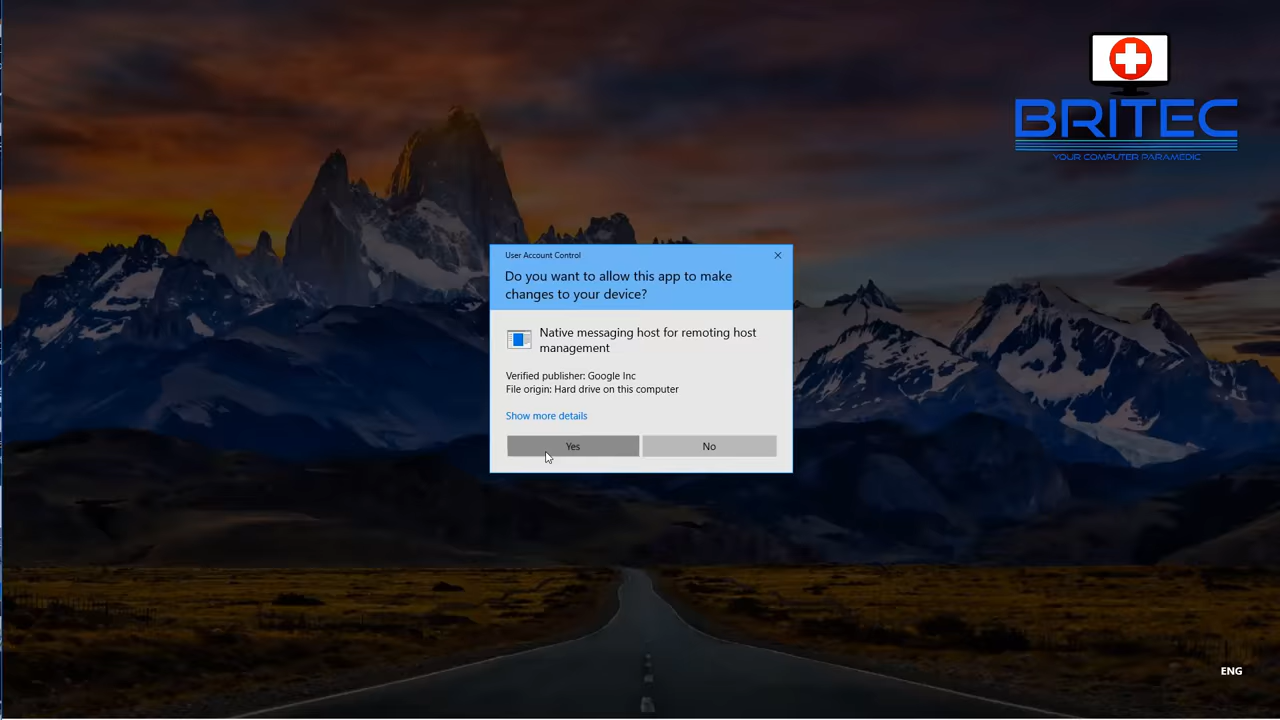 BRITEC
YOUR COMPUTER PARAMEDIC
User Account Control
Do you want to allow this app to make
changes to your device?
Native messaging host for remoting host
management
Verified publisher: Google Inc
File origin: Hard drive on this computer
Show more details
Yes
No
ENG